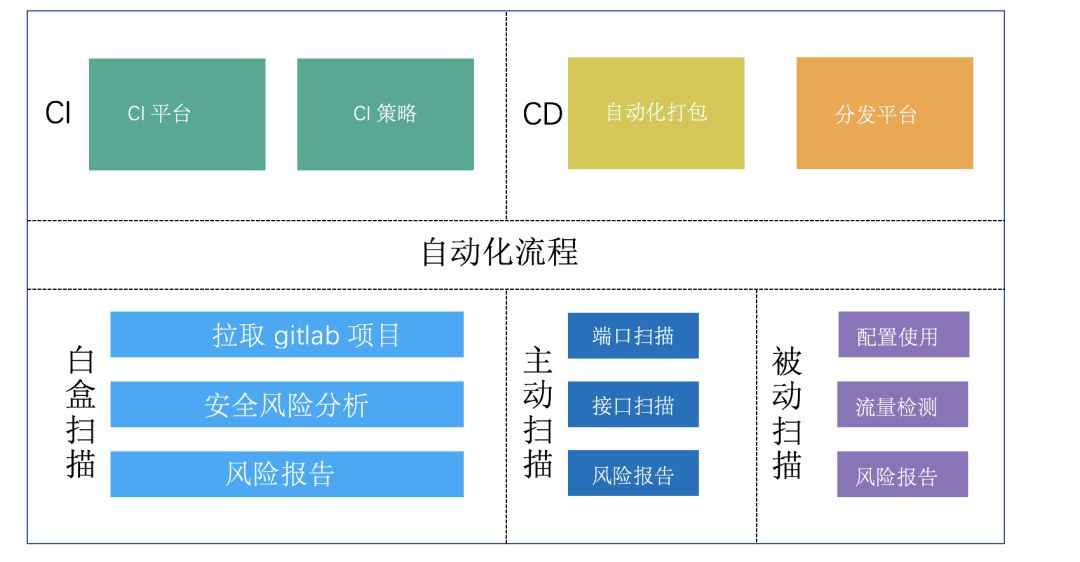 CI
CI 平台
CI 策略
CD
自动化打包
分发平台
自动化流程
白盒扫描
拉取 gitlab 项目
安全风险分析
风险报告
主动扫描
端口扫描
接口扫描
风险报告
被动扫描
配置使用
流量检测
风险报告